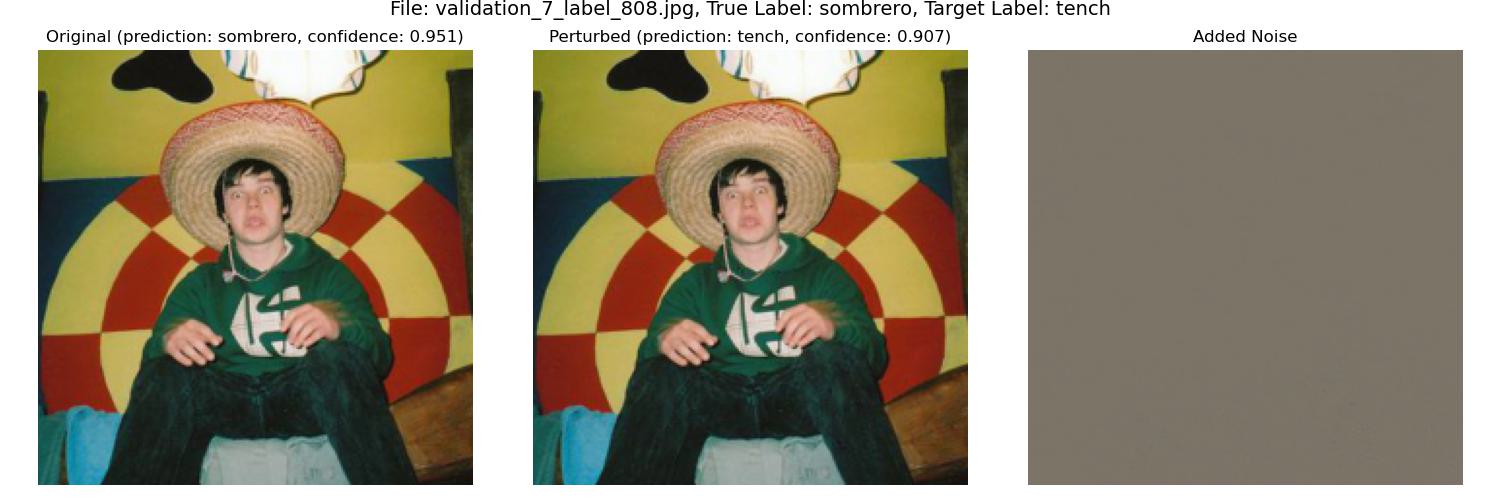 File: validation_7_label_808.jpg, True Label: sombrero, Target Label: tench
Original (prediction: sombrero, confidence: 0.951)
Perturbed (prediction: tench, confidence: 0.907)
Added Noise